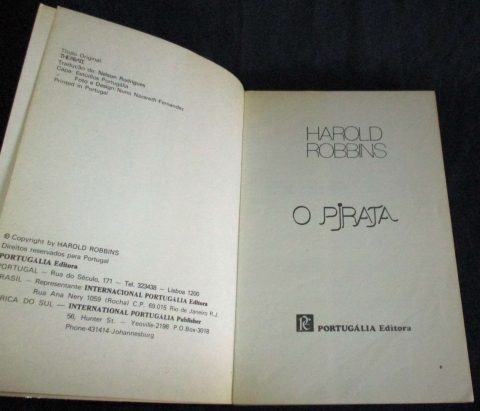 Título Original:
THE PIRATE
Tradução de: Nelson Rodrigues
Capa: Estúdios Portugália
Foto e Design: Nuno Nazareth Fernandes
Printed in Portugal
© Copyright by HAROLD ROBBINS
Direitos reservados para Portugal
PORTUGÁLIA Editora
PORTUGAL — Rua do Século, 171 — Tel. 323438 — Lisboa 1200
RASIL — Representante: INTERNACIONAL PORTUGÁLIA Editora
Rua Ana Nery 1059 (Rocha) C.P. 69.015 Rio de Janeiro R.J.
RICA DO SUL — INTERNATIONAL PORTUGÁLIA Publisher
56, Hunter St. — Yeoville-2198 P.O.Box-3018
Phone-431414-Johannesburg
HAROLD
ROBBINS
O PIRATA
PE PORTUGÁLIA Editora